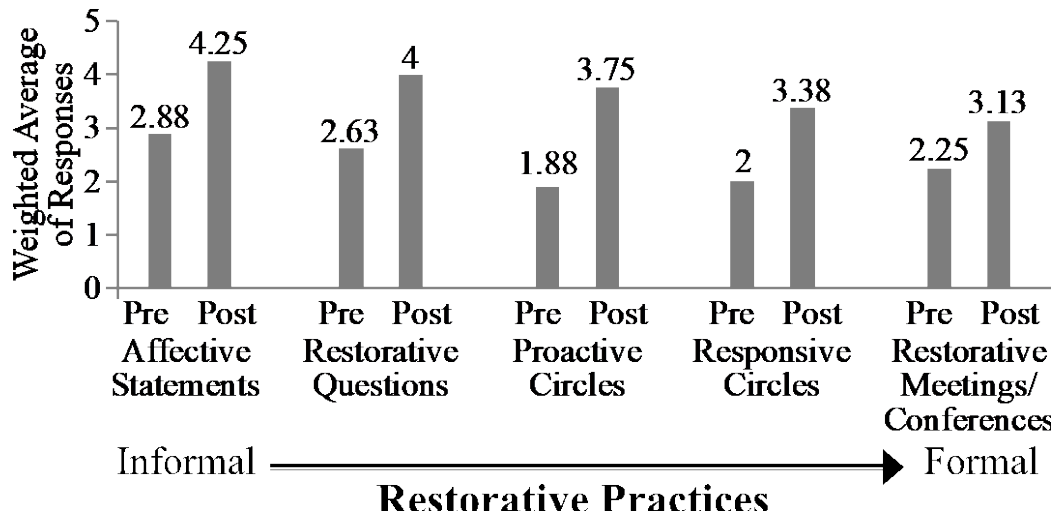 Weighted Average
of Responses
5
4
3
2
1
0
2.88
4.25
2.63
4
1.88
3.75
2
3.38
2.25
3.13
Pre Post Pre Post Pre Post Pre Post Pre Post
Affective Restorative Proactive Responsive Restorative
Statements Questions Circles Circles Meetings/
Conferences
Informal Formal
Restorative Practices